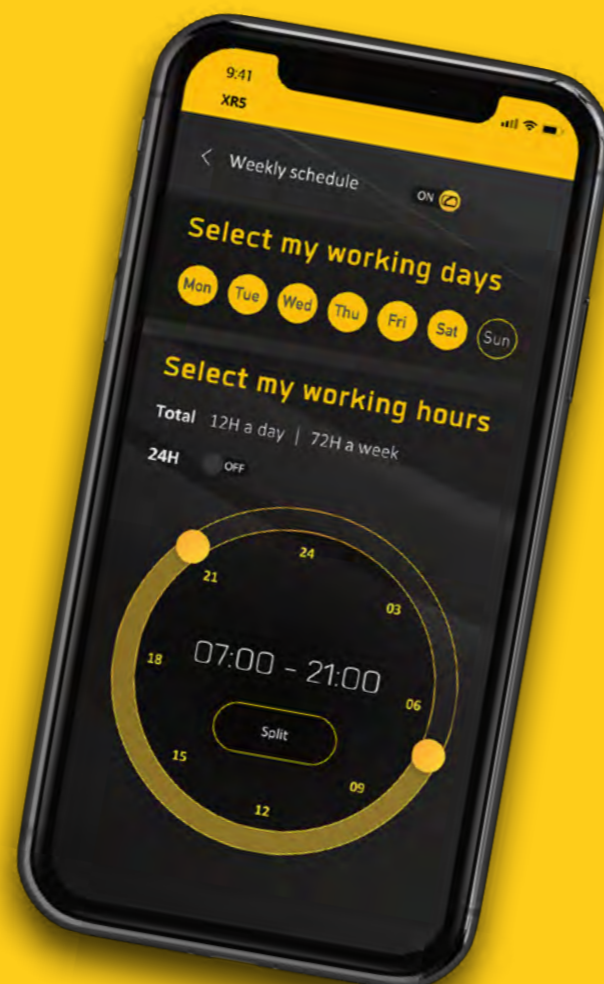 9:41
XR5
Weekly schedule ON
Select my working days
Mon Tue Wed Thu Fri Sat Sun
Select my working hours
Total 12H a day | 72H a week
24H OFF
24
21 03
18 07:00 - 21:00 06
Split
15 09
12